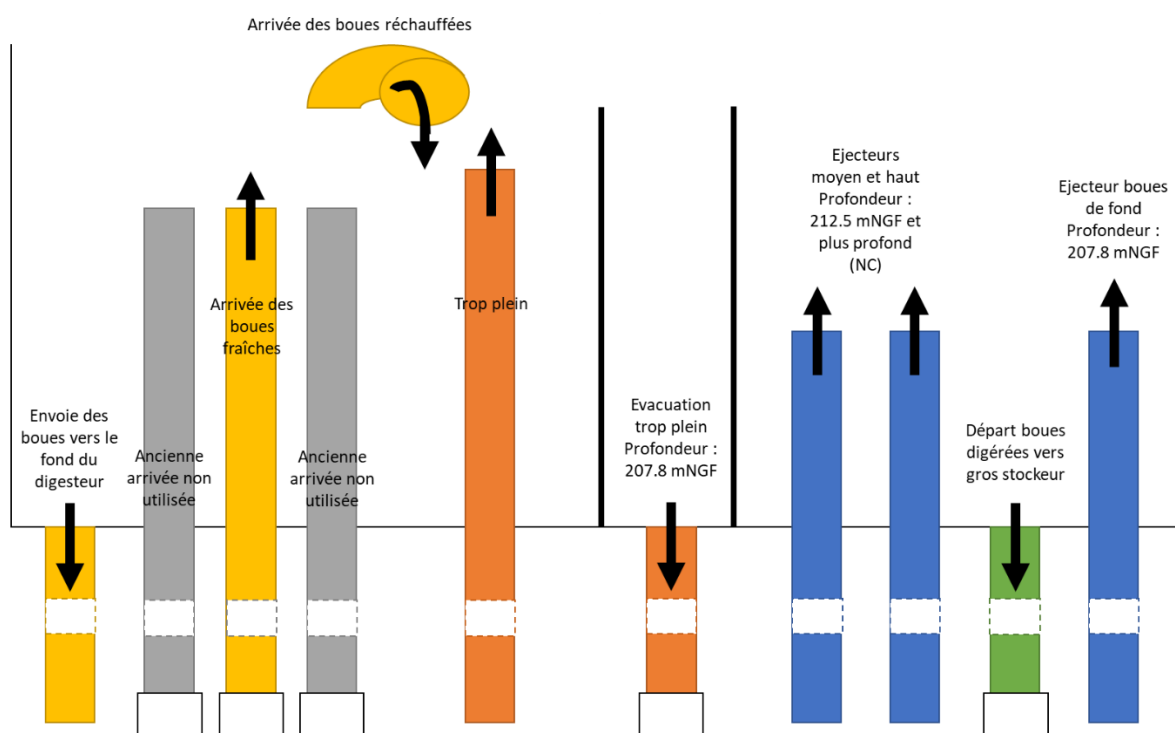 Arrivée des boues réchauffées
Arrivée des
boues
fraîches
Trop plein
Envoie des
boues vers le
fond du
digesteur
Ancienne
arrivée non
utilisée
Ancienne
arrivée non
utilisée
Evacuation
trop plein
Profondeur :
207.8 mNGF
Ejecteurs
moyen et haut
Profondeur :
212.5 mNGF et
plus profond
(NC)
Départ boues
digérées vers
gros stockeur
Ejecteur boues
de fond
Profondeur :
207.8 mNGF